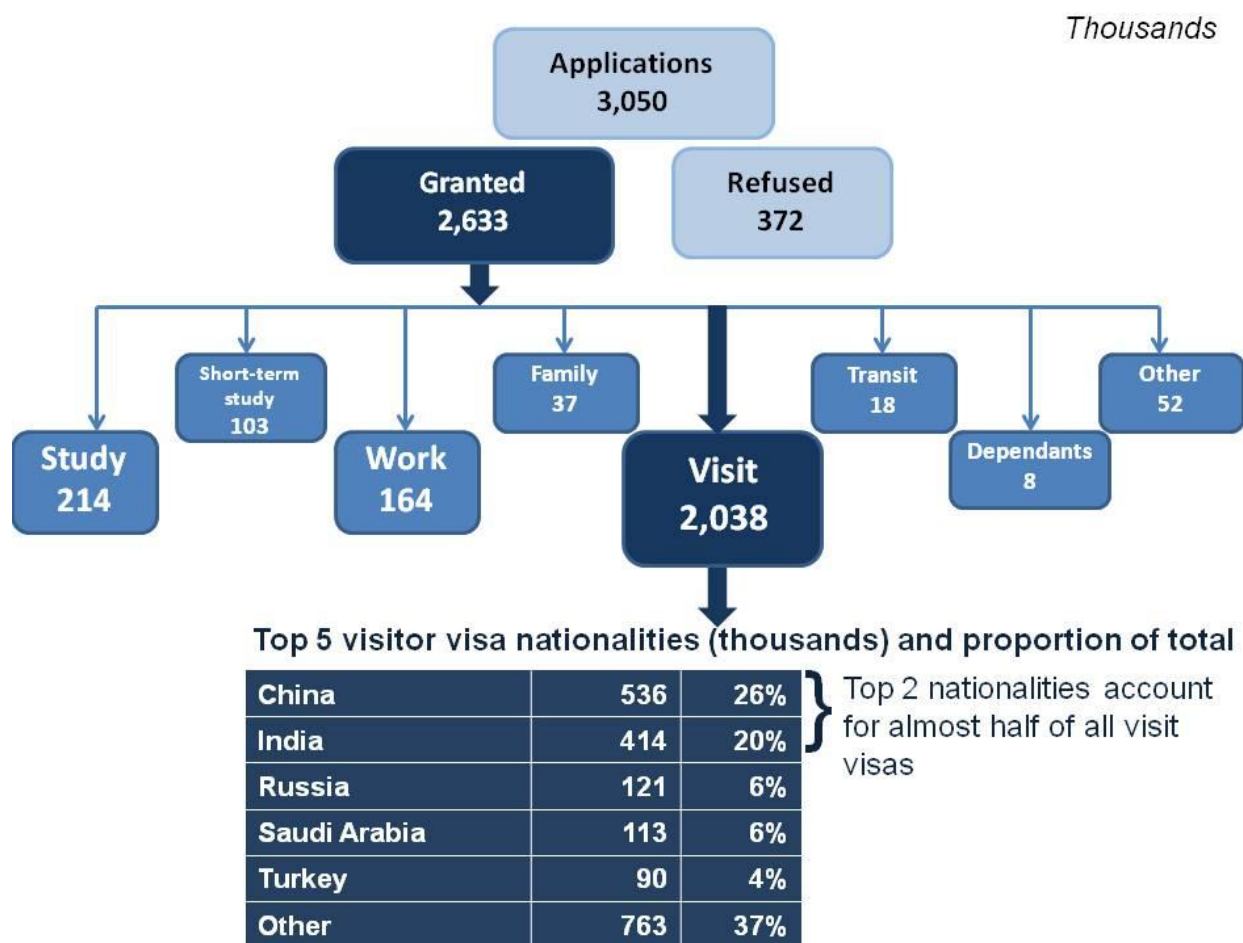 Thousands
Applications
3,050
Granted
2,633
Refused
372
Study
214
Short-term
study
103
Work
164
Family
37
Visit
2,038
Transit
18
Dependants
8
Other
52
Top 5 visitor visa nationalities (thousands) and proportion of total
China 536 26%
India 414 20%
Russia 121 6%
Saudi Arabia 113 6%
Turkey 90 4%
Other 763 37%
} Top 2 nationalities account
for almost half of all visit
visas